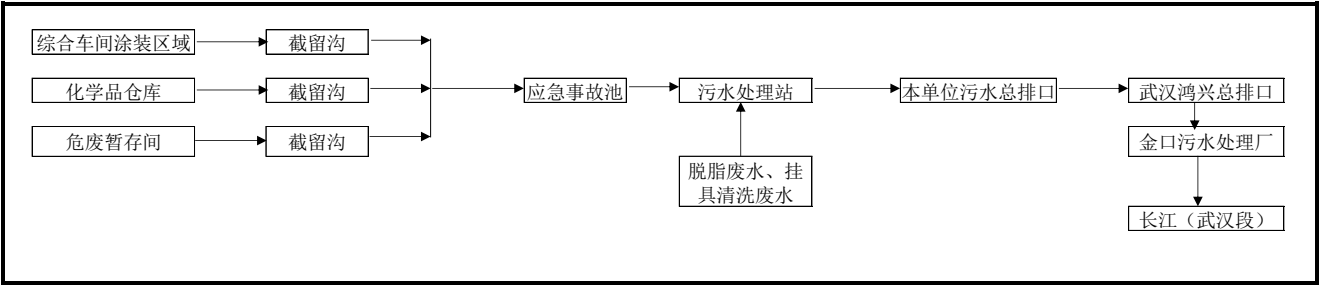 综合车间涂装区域
截留沟
化学品仓库
截留沟
应急事故池
污水处理站
本单位污水总排口
武汉鸿兴总排口
危废暂存间
截留沟
金口污水处理厂
脱脂废水、挂
具清洗废水
长江（武汉段）